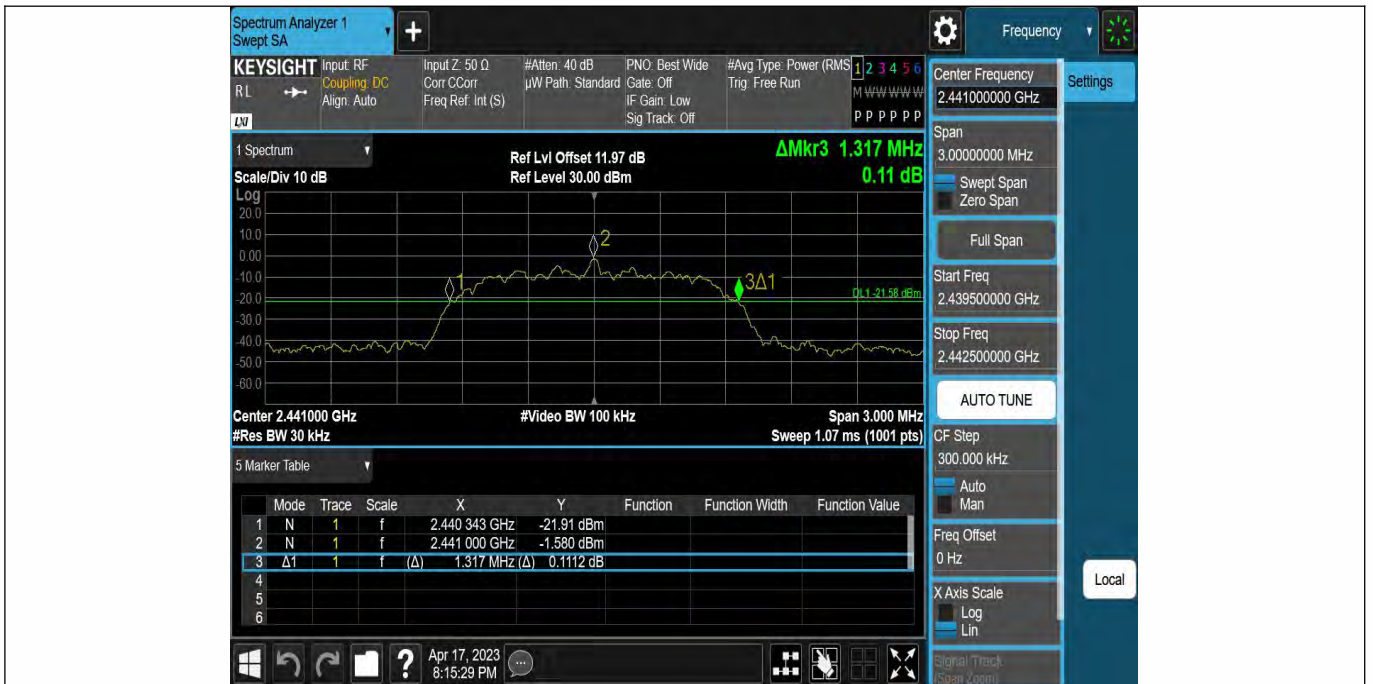 Spectrum Analyzer 1
Swept SA
+
Frequency
KEYSIGHT
RL
LXI
Input: RF
Coupling: DC
Align: Auto
Input Z: 50 Ω
Corr CCorr
Freq Ref: Int (S)
#Atten: 40 dB
µW Path: Standard
PNO: Best Wide
Gate: Off
IF Gain: Low
Sig Track: Off
#Avg Type: Power (RMS
Trig: Free Run
1 2 3 4 5 6
M W W W W W
P P P P P P
1 Spectrum
Scale/Div 10 dB
Ref Lvl Offset 11.97 dB
Ref Level 30.00 dBm
ΔMkr3 1.317 MHz
0.11 dB
Log
20.0
10.0
0.00
-10.0
-20.0
-30.0
-40.0
-50.0
-60.0
1
2
3Δ1
DL1 -21.58 dBm
Center 2.441000 GHz
#Video BW 100 kHz
Span 3.000 MHz
#Res BW 30 kHz
Sweep 1.07 ms (1001 pts)
5 Marker Table
Mode Trace Scale X Y Function Function Width Function Value
1 N 1 f 2.440 343 GHz -21.91 dBm
2 N 1 f 2.441 000 GHz -1.580 dBm
3 Δ1 1 f (Δ) 1.317 MHz (Δ) 0.1112 dB
4
5
6
?
Apr 17, 2023
8:15:29 PM
Center Frequency
2.441000000 GHz
Span
3.00000000 MHz
Swept Span
Zero Span
Full Span
Start Freq
2.439500000 GHz
Stop Freq
2.442500000 GHz
AUTO TUNE
CF Step
300.000 kHz
Auto
Man
Freq Offset
0 Hz
X Axis Scale
Log
Lin
Signal Track
(Span Zoom)
Settings
Local